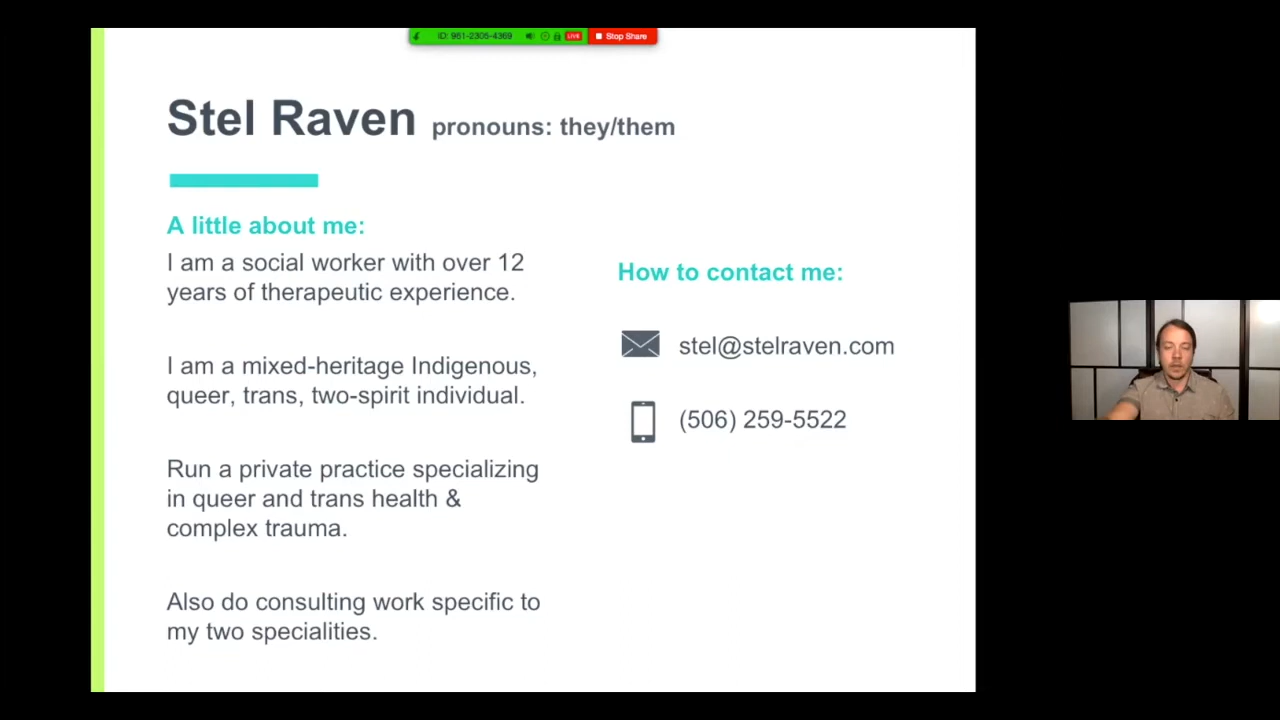 ID: 961-2305-4369 LIVE Stop Share
Stel Raven pronouns: they/them
A little about me:
I am a social worker with over 12
years of therapeutic experience.
I am a mixed-heritage Indigenous,
queer, trans, two-spirit individual.
Run a private practice specializing
in queer and trans health &
complex trauma.
Also do consulting work specific to
my two specialities.
How to contact me:
stel@stelraven.com
(506) 259-5522